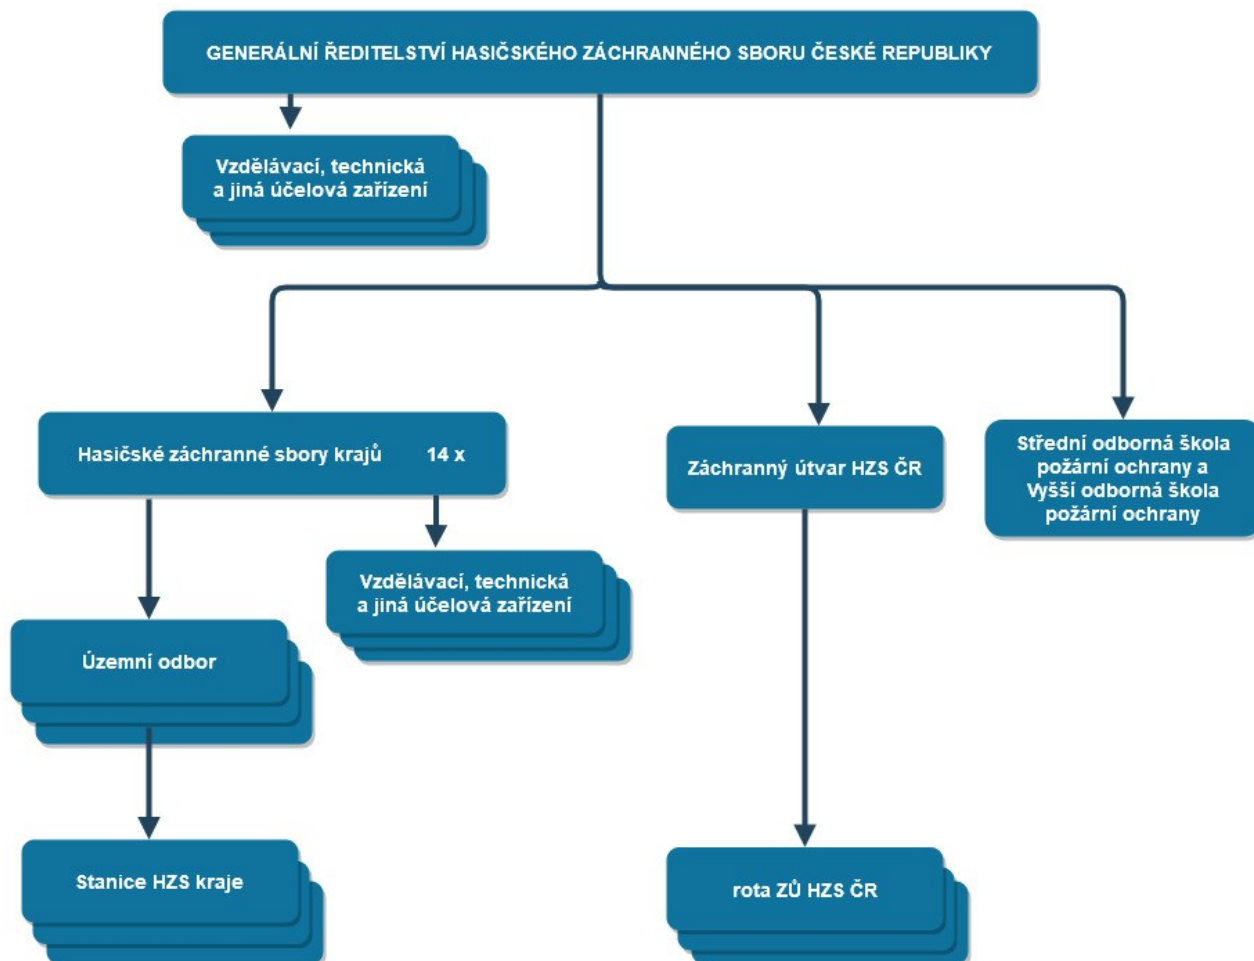 GENERÁLNÍ ŘEDITELSTVÍ HASIČSKÉHO ZÁCHRANNÉHO SBORU ČESKÉ REPUBLIKY
Vzdělávací, technická
a jiná účelová zařízení
Hasičské záchranné sbory krajů 14 x
Záchranný útvar HZS ČR
Střední odborná škola
požární ochrany a
Vyšší odborná škola
požární ochrany
Vzdělávací, technická
a jiná účelová zařízení
Územní odbor
Stanice HZS kraje
rota ZŮ HZS ČR